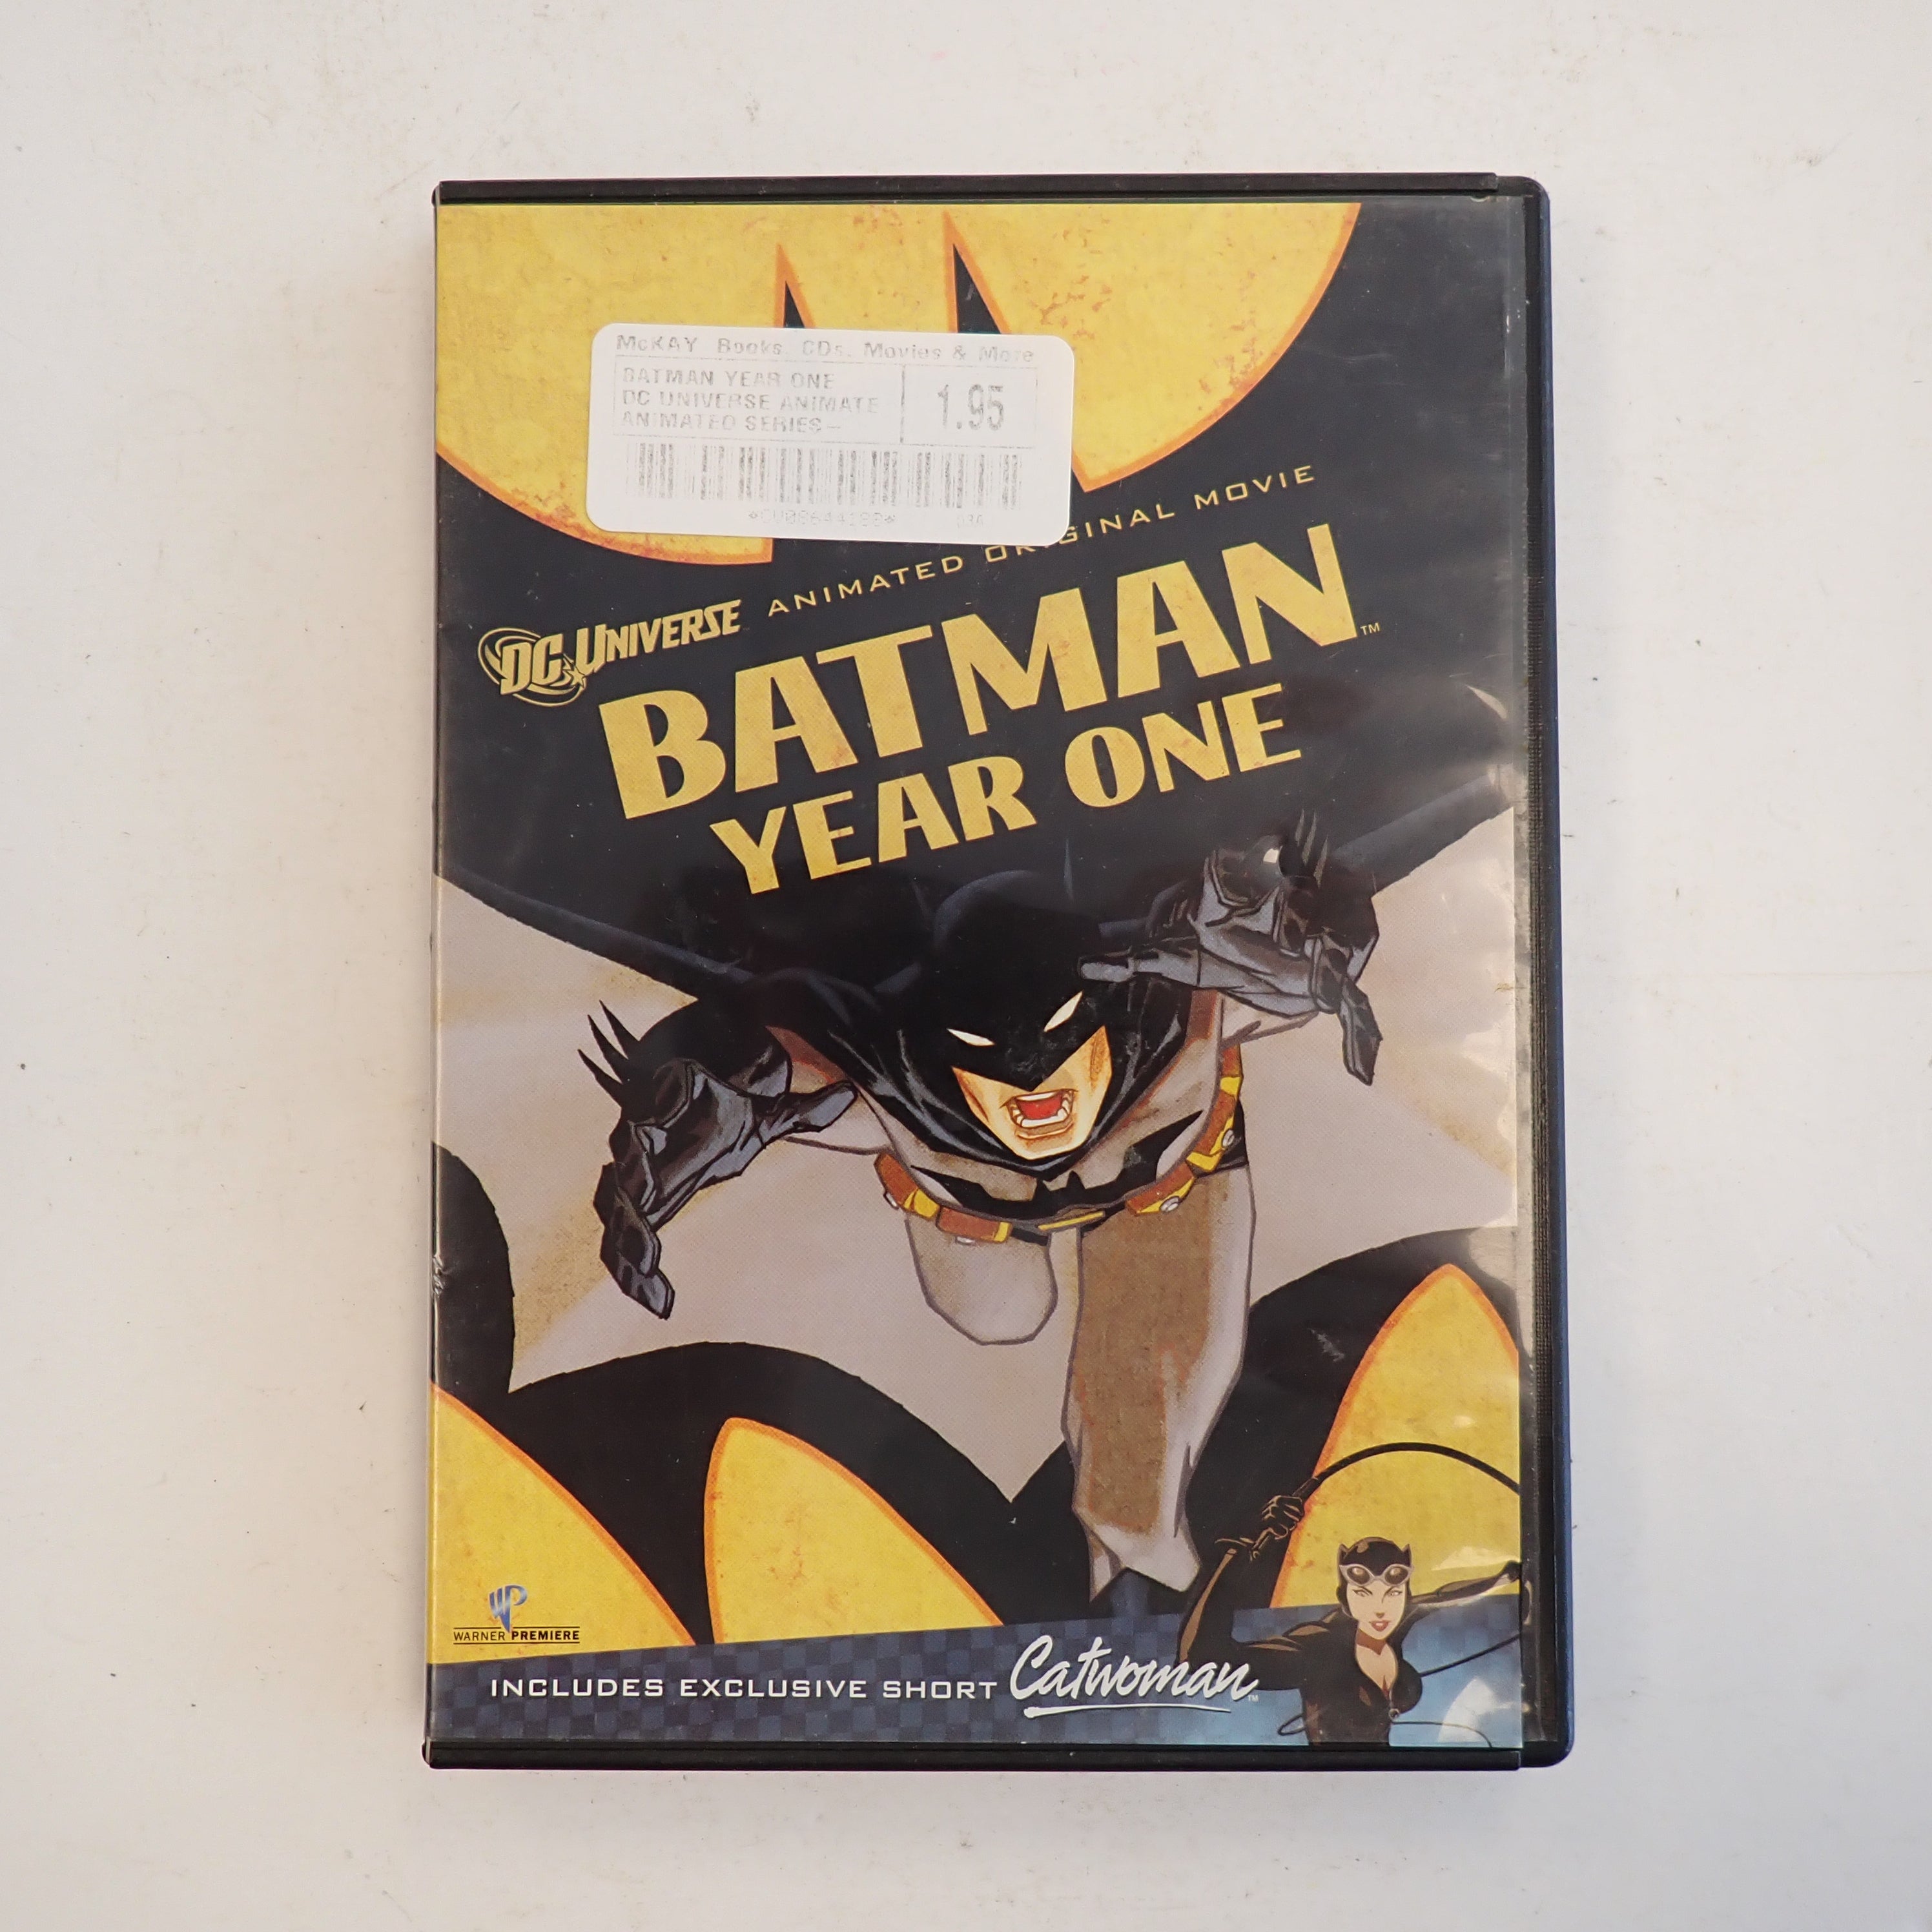 McKAY Books, CDs, Movies & More
BATMAN YEAR ONE
DC UNIVERSE ANIMATE
ANIMATED SERIES-
1.95
DC UNIVERSE ANIMATED ORIGINAL MOVIE
BATMAN™
YEAR ONE
WP
WARNER PREMIERE
INCLUDES EXCLUSIVE SHORT Catwoman™